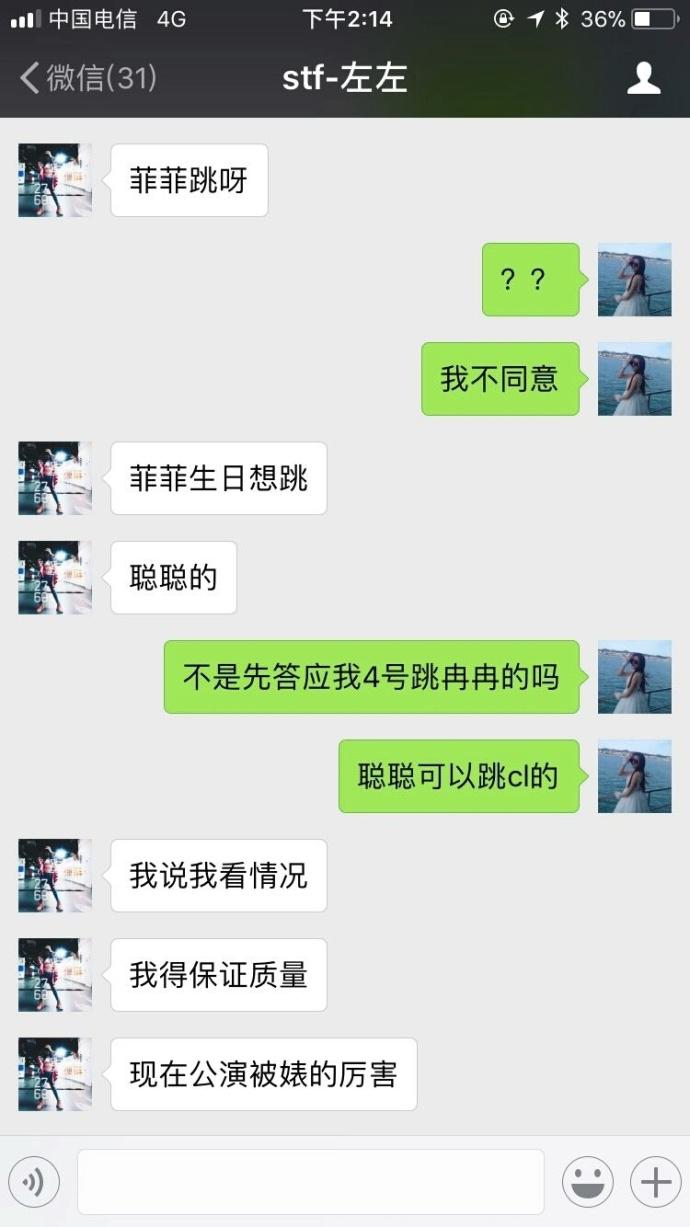 中国电信 4G 下午2:14 36%
微信(31) stf-左左
菲菲跳呀
？？
我不同意
菲菲生日想跳
聪聪的
不是先答应我4号跳冉冉的吗
聪聪可以跳cl的
我说我看情况
我得保证质量
现在公演被婊的厉害